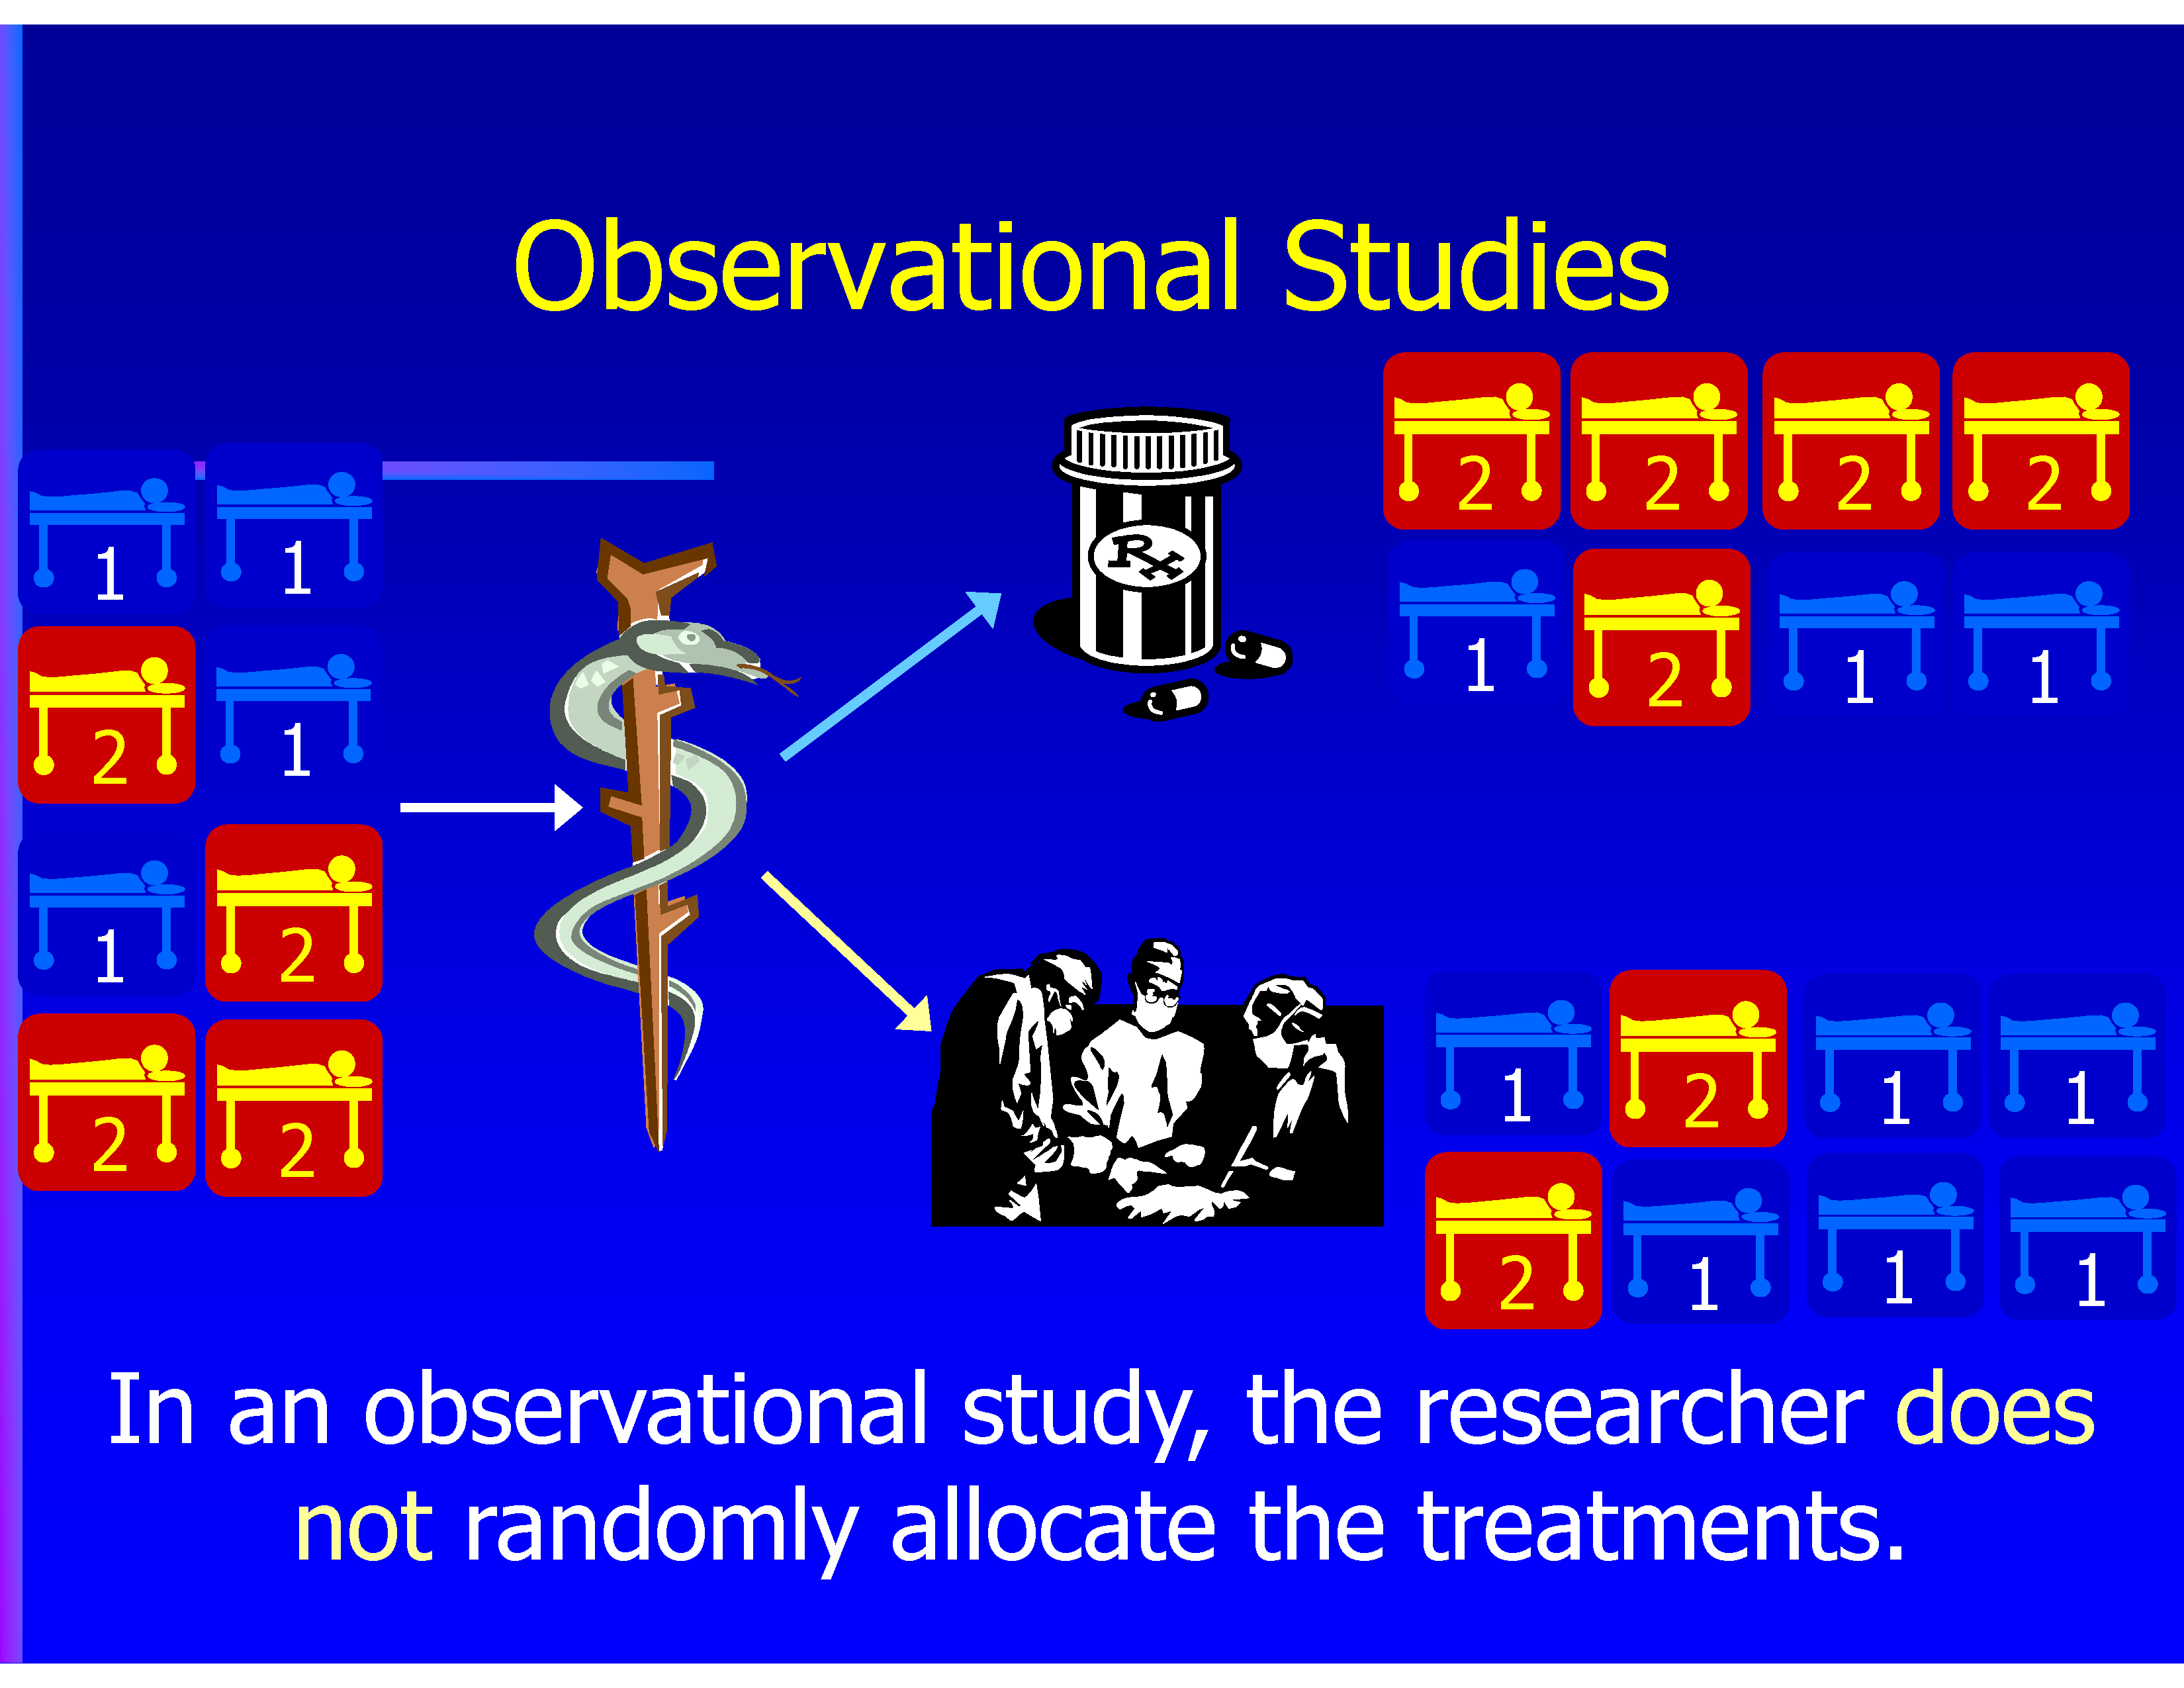 Observational Studies
2 2 2 2
1 1
Rx
1 2 1 1
2 1
1 2
1 2 1 1
2 2
2 1 1 1
In an observational study, the researcher does
not randomly allocate the treatments.